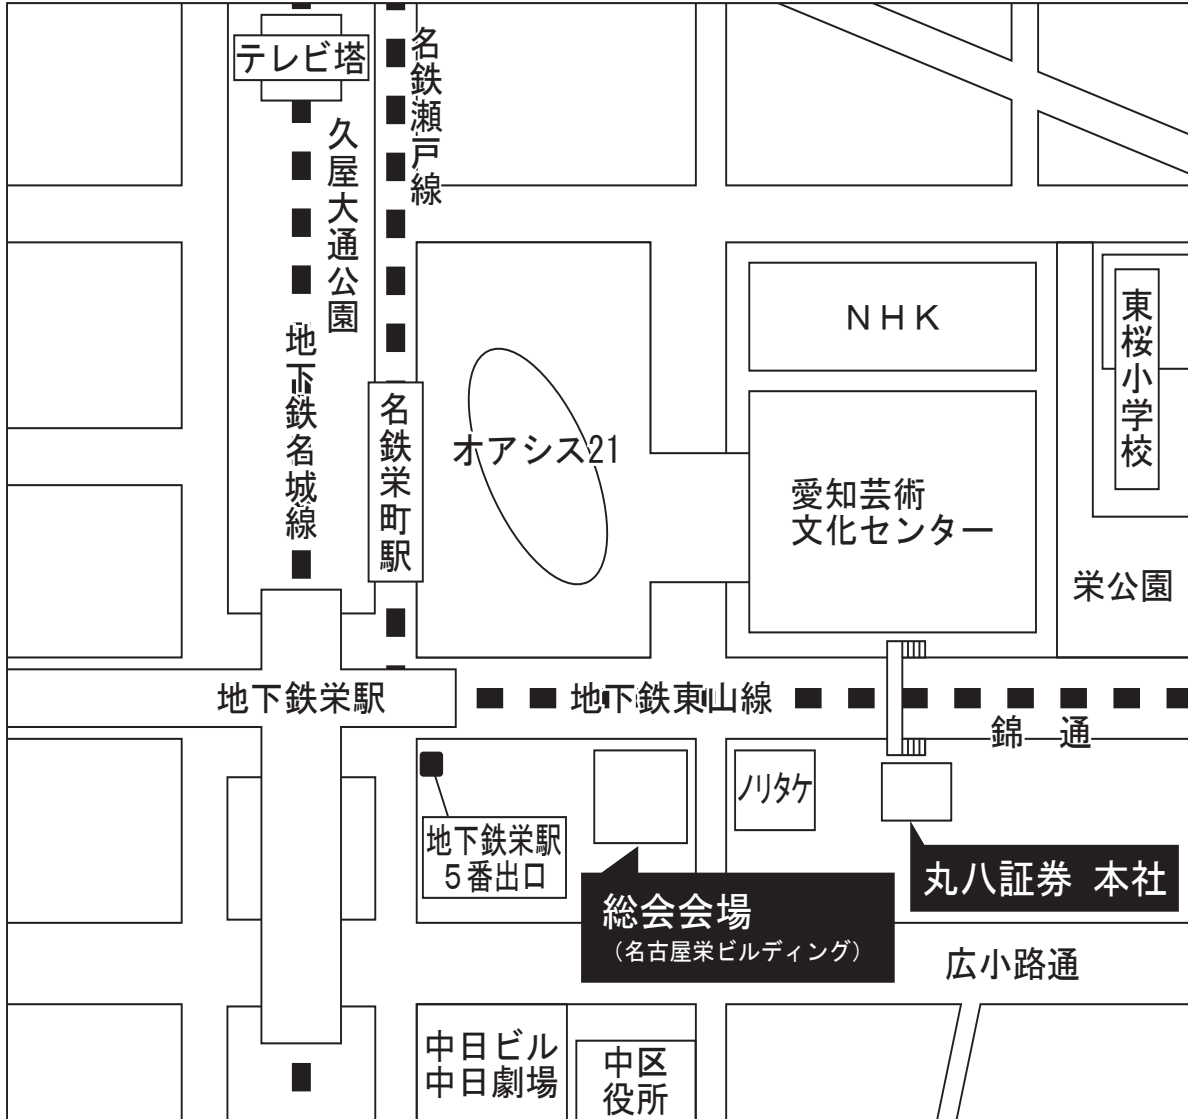 テレビ塔
名鉄瀬戸線
久屋大通公園
地下鉄名城線
名鉄栄町駅
オアシス21
ＮＨＫ
東桜小学校
愛知芸術
文化センター
栄公園
地下鉄栄駅
地下鉄東山線
錦　通
地下鉄栄駅
５番出口
ノリタケ
丸八証券 本社
総会会場
（名古屋栄ビルディング）
広小路通
中日ビル
中日劇場
中区
役所